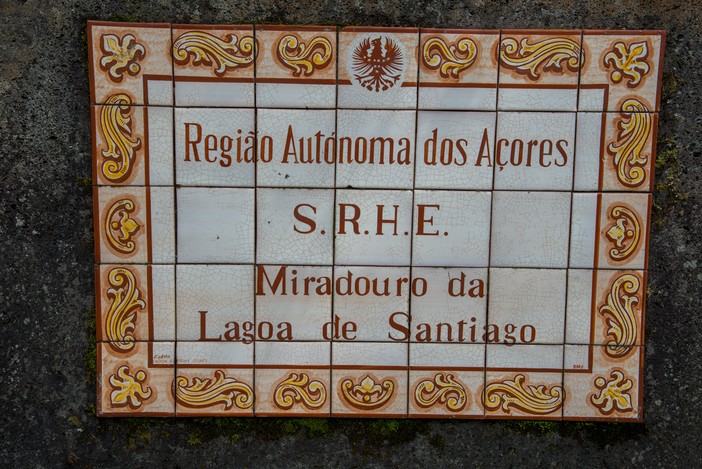 Região Autónoma dos Açores
S.R.H.E.
Miradouro da
Lagoa de Santiago